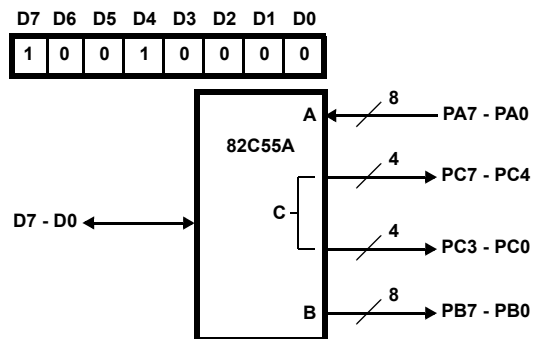 D7 D6 D5 D4 D3 D2 D1 D0
1 0 0 1 0 0 0 0
8
A PA7 - PA0
82C55A
4
PC7 - PC4
C
D7 - D0
4
PC3 - PC0
8
B PB7 - PB0